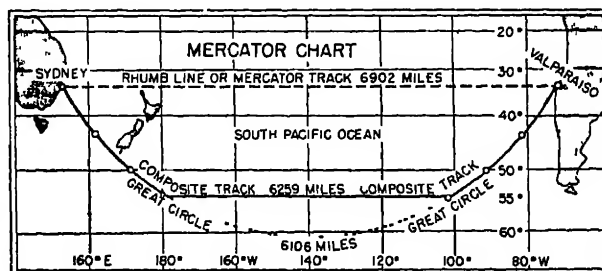 MERCATOR CHART
20°
SYDNEY
RHUMB LINE OR MERCATOR TRACK 6902 MILES
30°
VALPARAISO
40°
SOUTH PACIFIC OCEAN
50°
COMPOSITE TRACK 6259 MILES COMPOSITE TRACK
55°
GREAT CIRCLE
GREAT CIRCLE
6106 MILES
60°
160°E
180°
160°W
140°
120°
100°
80°W